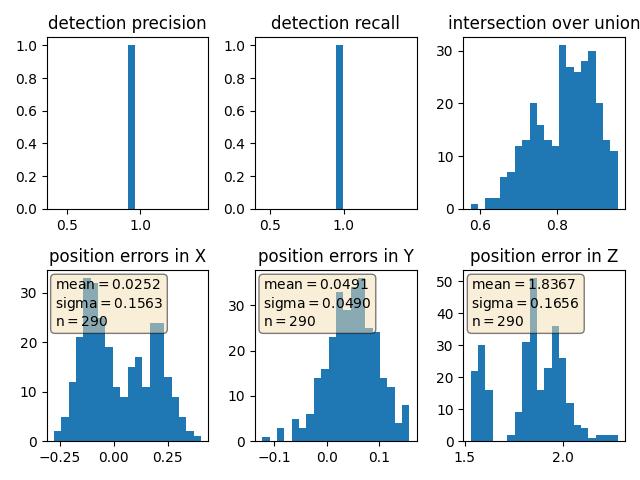 detection precision
detection recall
intersection over union
1.0
0.8
0.6
0.4
0.2
0.0
0.5
1.0
1.0
0.8
0.6
0.4
0.2
0.0
0.5
1.0
30
20
10
0
0.6
0.8
position errors in X
position errors in Y
position error in Z
mean=0.0252
sigma=0.1563
n=290
30
20
10
0
−0.25
0.00
0.25
mean=0.0491
sigma=0.0490
n=290
30
20
10
0
−0.1
0.0
0.1
mean=1.8367
sigma=0.1656
n=290
50
40
30
20
10
0
1.5
2.0